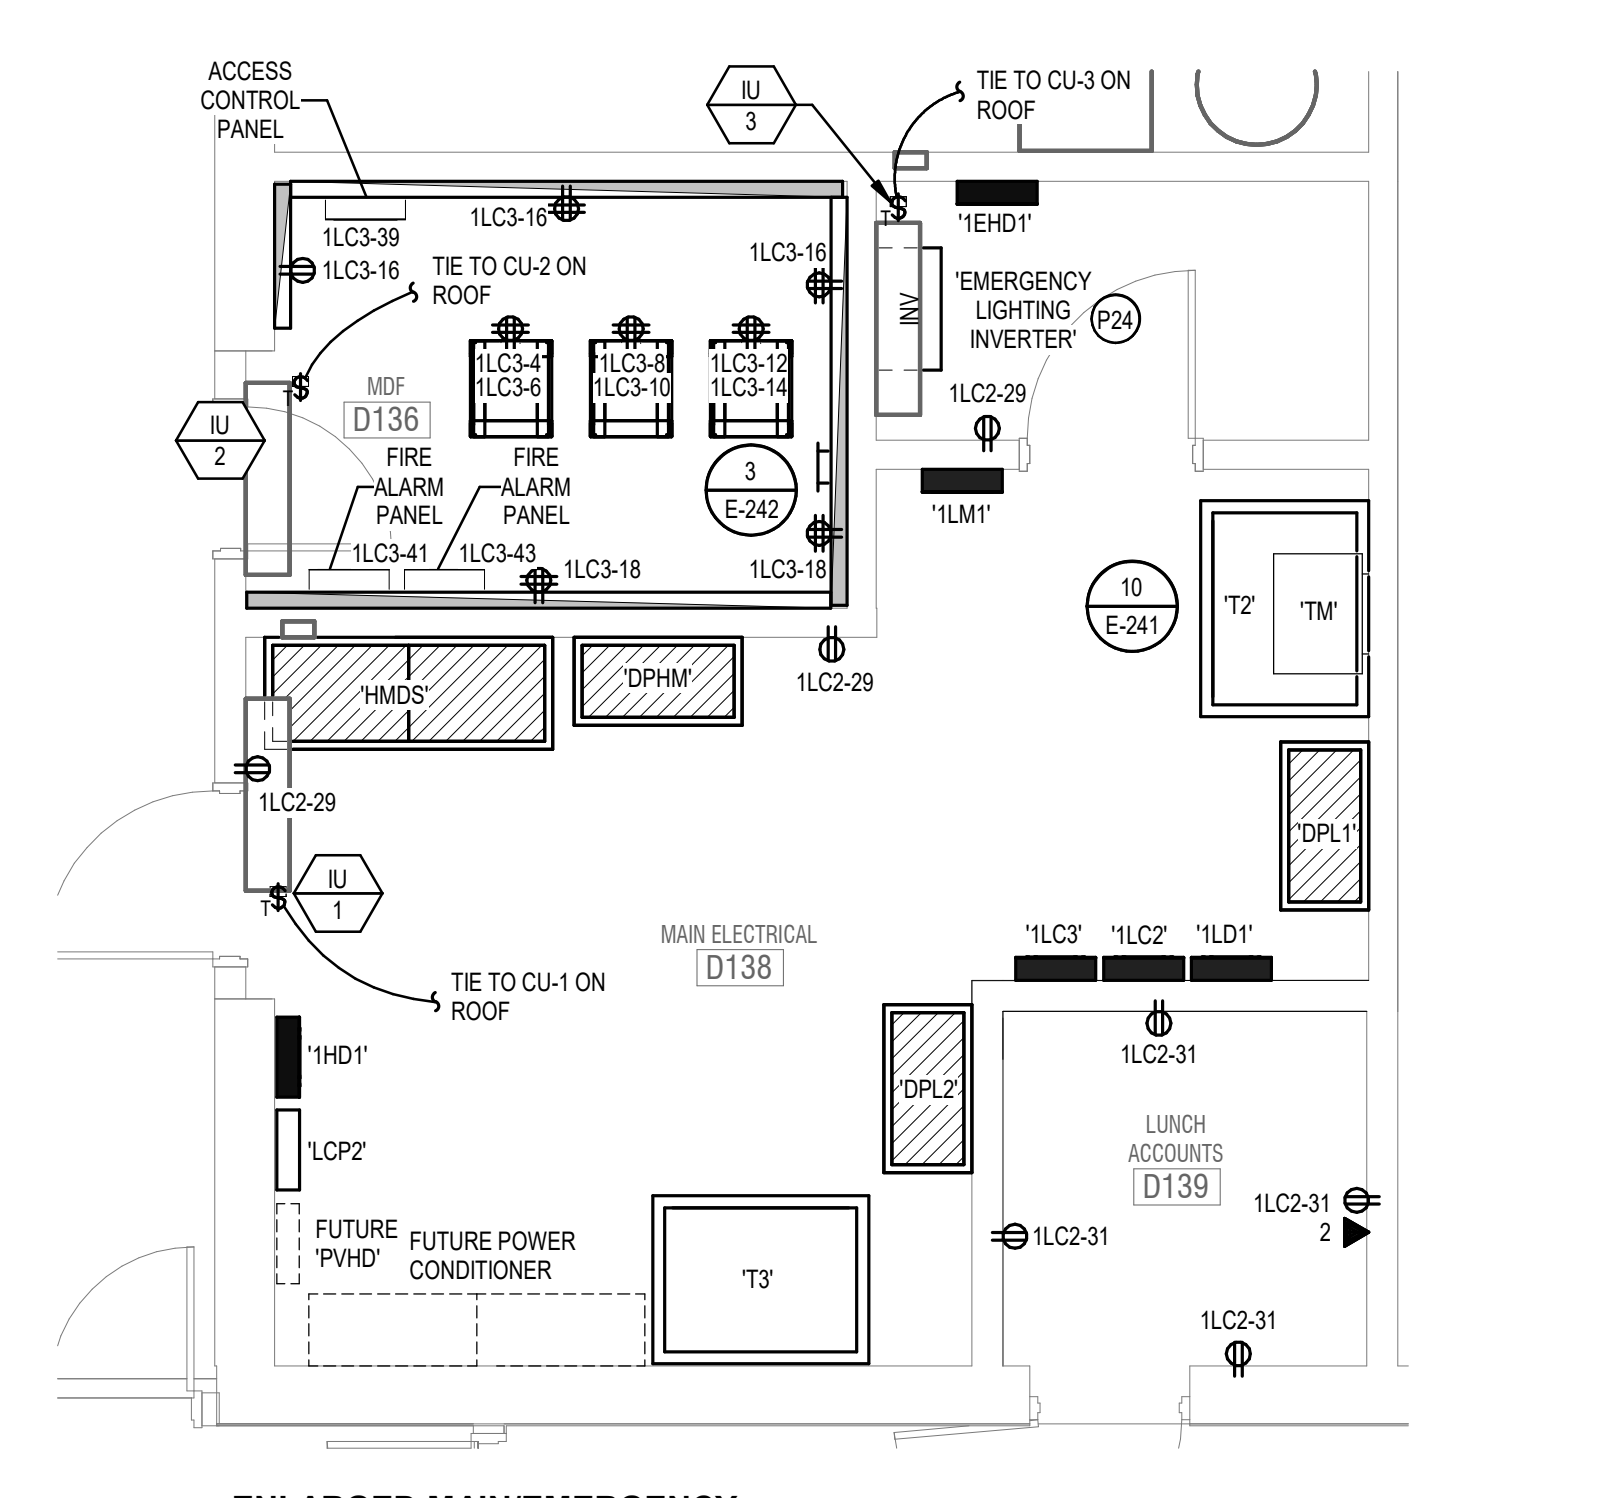 ACCESS
CONTROL
PANEL
IU
3
TIE TO CU-3 ON
ROOF
1LC3-39
1LC3-16
1LC3-16
1LC3-16
T
$
'1EHD1'
TIE TO CU-2 ON
ROOF
'EMERGENCY
LIGHTING
INVERTER'
P24
INV
1LC3-4
1LC3-6
1LC3-8
1LC3-10
1LC3-12
1LC3-14
$
MDF
D136
1LC2-29
IU
2
FIRE
ALARM
PANEL
FIRE
ALARM
PANEL
3
E-242
'1LM1'
1LC3-41
1LC3-43
1LC3-18
1LC3-18
10
E-241
'T2'
'TM'
'HMDS'
'DPHM'
1LC2-29
1LC2-29
'DPL1'
IU
1
T
$
MAIN ELECTRICAL
D138
'1LC3'
'1LC2'
'1LD1'
TIE TO CU-1 ON
ROOF
'1HD1'
1LC2-31
'DPL2'
'LCP2'
LUNCH
ACCOUNTS
D139
1LC2-31
2
1LC2-31
FUTURE
'PVHD'
FUTURE POWER
CONDITIONER
'T3'
1LC2-31
ENLARGED MAIN/EMERGENCY